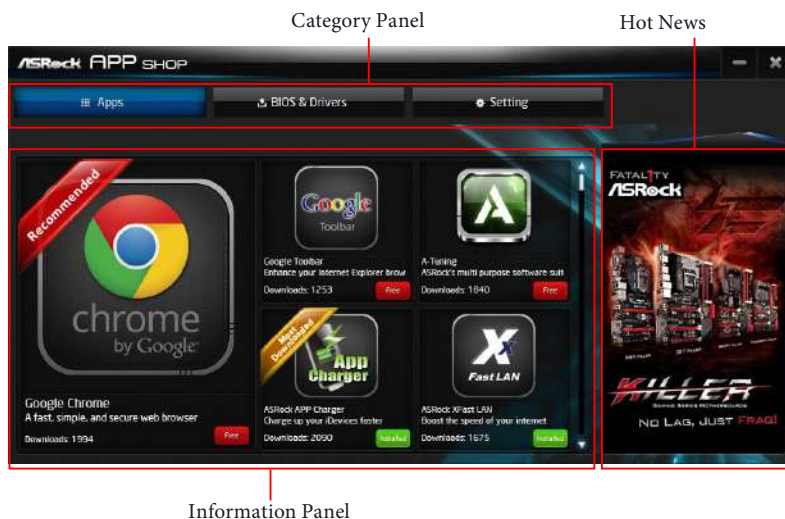 Category Panel
Hot News
ASRock APP SHOP
Apps
BIOS & Drivers
Setting
Recommended
chrome
by Google
Google Chrome
A fast, simple, and secure web browser
Downloads: 1994
Free
Google
Toolbar
Google Toolbar
Enhance your Internet Explorer brow
Downloads: 1253
Free
A-Tuning
ASRock's multi purpose software suit
Downloads: 1840
Free
Most
Downloaded
App
Charger
ASRock APP Charger
Charge up your iDevices faster
Downloads: 2090
Installed
Fast LAN
ASRock XFast LAN
Boost the speed of your internet
Downloads: 1675
Installed
FATAL1TY
ASRock
KILLER
GAMING SERIES MOTHERBOARDS
NO LAG, JUST FRAG!
Information Panel